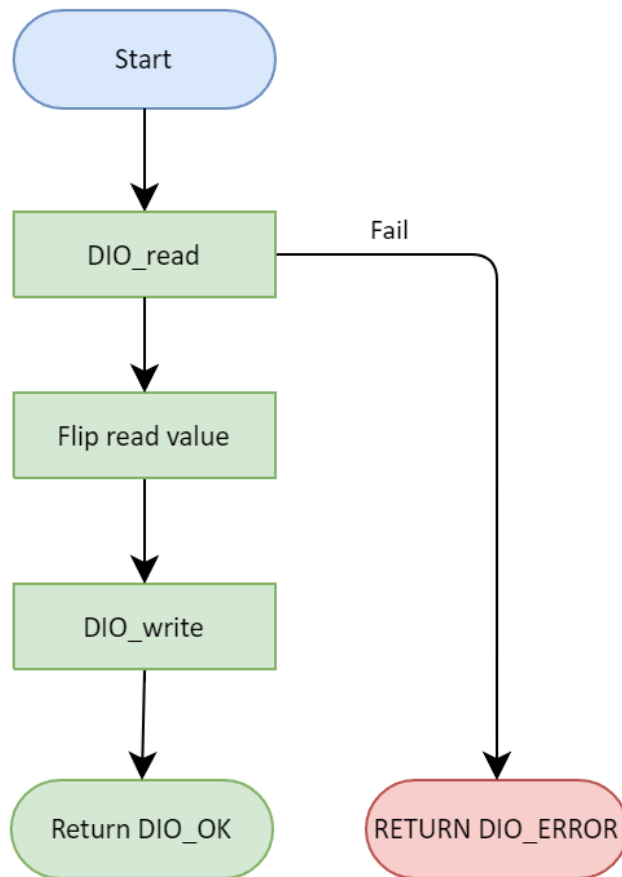 Start
DIO_read
Fail
Flip read value
DIO_write
Return DIO_OK
RETURN DIO_ERROR